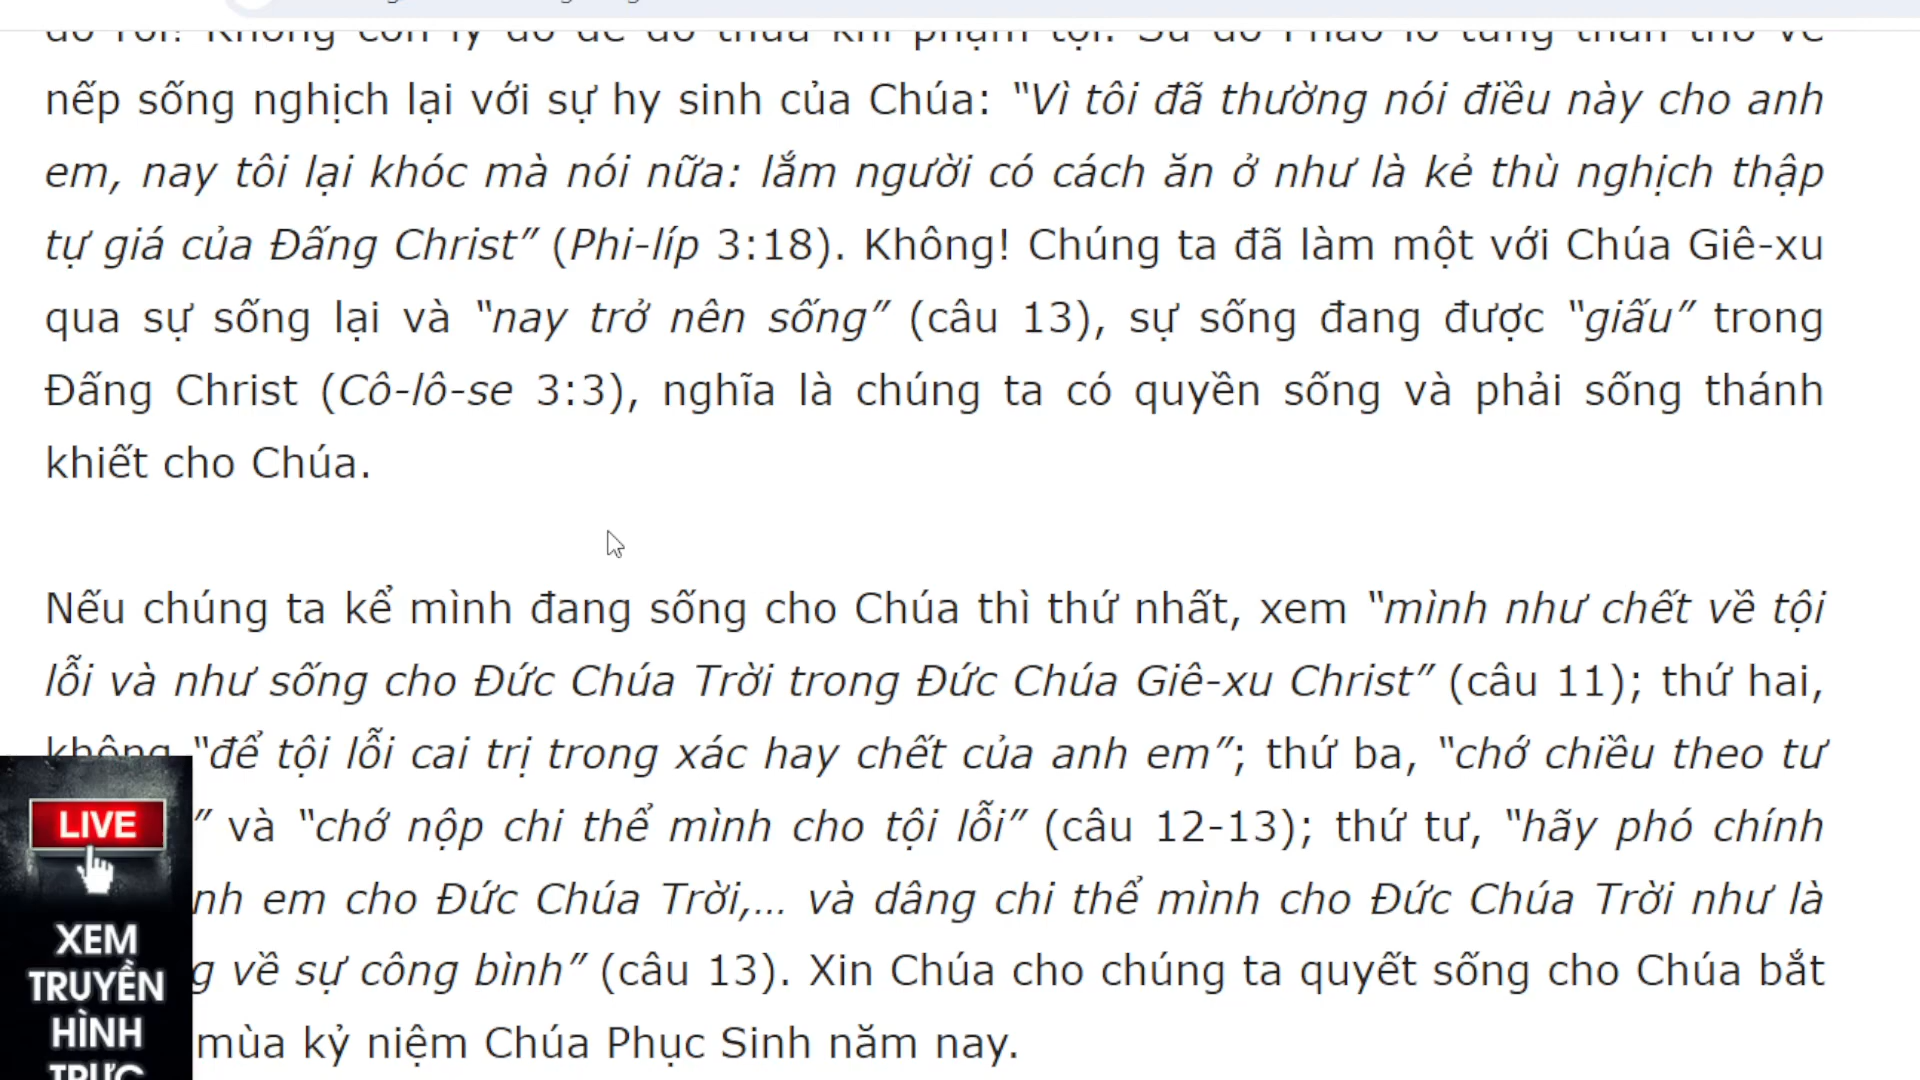 nếp sống nghịch lại với sự hy sinh của Chúa: “Vì tôi đã thường nói điều này cho anh
em, nay tôi lại khóc mà nói nữa: lắm người có cách ăn ở như là kẻ thù nghịch thập
tự giá của Đấng Christ” (Phi-líp 3:18). Không! Chúng ta đã làm một với Chúa Giê-xu
qua sự sống lại và “nay trở nên sống” (câu 13), sự sống đang được “giấu” trong
Đấng Christ (Cô-lô-se 3:3), nghĩa là chúng ta có quyền sống và phải sống thánh
khiết cho Chúa.
Nếu chúng ta kể mình đang sống cho Chúa thì thứ nhất, xem “mình như chết về tội
lỗi và như sống cho Đức Chúa Trời trong Đức Chúa Giê-xu Christ” (câu 11); thứ hai,
không “để tội lỗi cai trị trong xác hay chết của anh em”; thứ ba, “chớ chiều theo tư
” và “chớ nộp chi thể mình cho tội lỗi” (câu 12-13); thứ tư, “hãy phó chính
nh em cho Đức Chúa Trời,... và dâng chi thể mình cho Đức Chúa Trời như là
g về sự công bình” (câu 13). Xin Chúa cho chúng ta quyết sống cho Chúa bắt
mùa kỷ niệm Chúa Phục Sinh năm nay.
LIVE
XEM
TRUYỀN
HÌNH
TRỰC